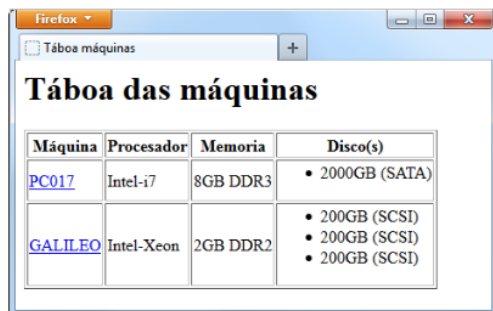 Firefox
Táboa máquinas
Táboa das máquinas
Máquina Procesador Memoria Disco(s)
PC017 Intel-i7 8GB DDR3 • 2000GB (SATA)
GALILEO Intel-Xeon 2GB DDR2 • 200GB (SCSI)
• 200GB (SCSI)
• 200GB (SCSI)